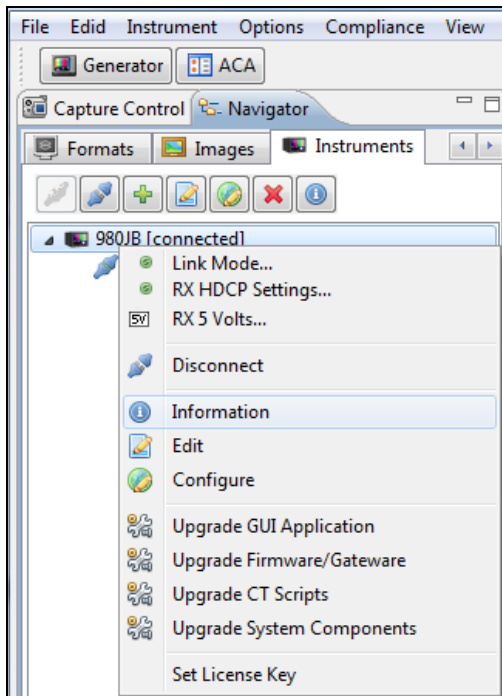 File Edid Instrument Options Compliance View
Generator ACA
Capture Control Navigator
Formats Images Instruments
980JB [connected]
Link Mode...
RX HDCP Settings...
5V RX 5 Volts...
Disconnect
Information
Edit
Configure
Upgrade GUI Application
Upgrade Firmware/Gateware
Upgrade CT Scripts
Upgrade System Components
Set License Key